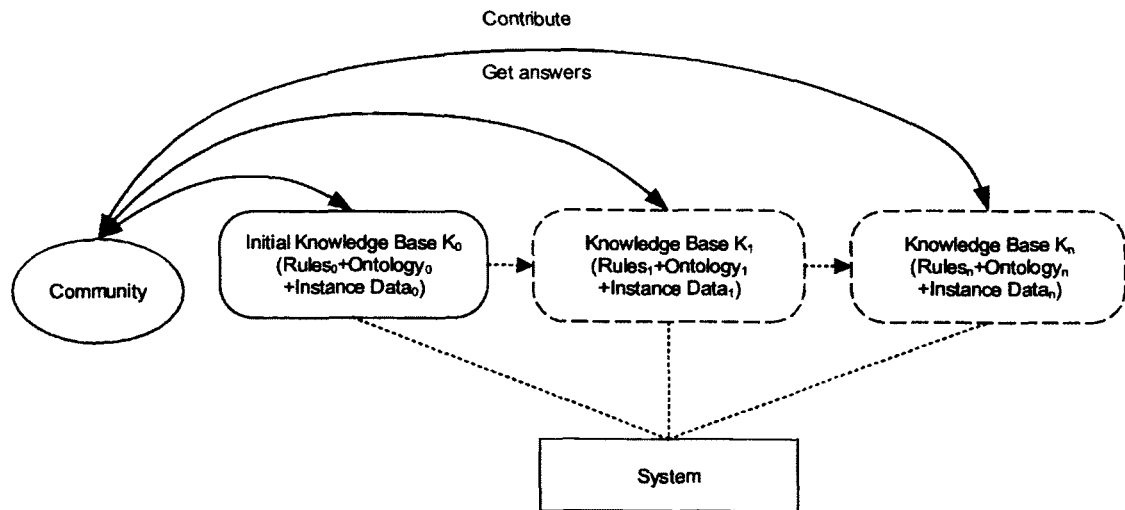 Contribute
Get answers
Community
Initial Knowledge Base K₀
(Rules₀+Ontology₀
+Instance Data₀)
Knowledge Base K₁
(Rules₁+Ontology₁
+Instance Data₁)
Knowledge Base Kₙ
(Rulesₙ+Ontologyₙ
+Instance Dataₙ)
System